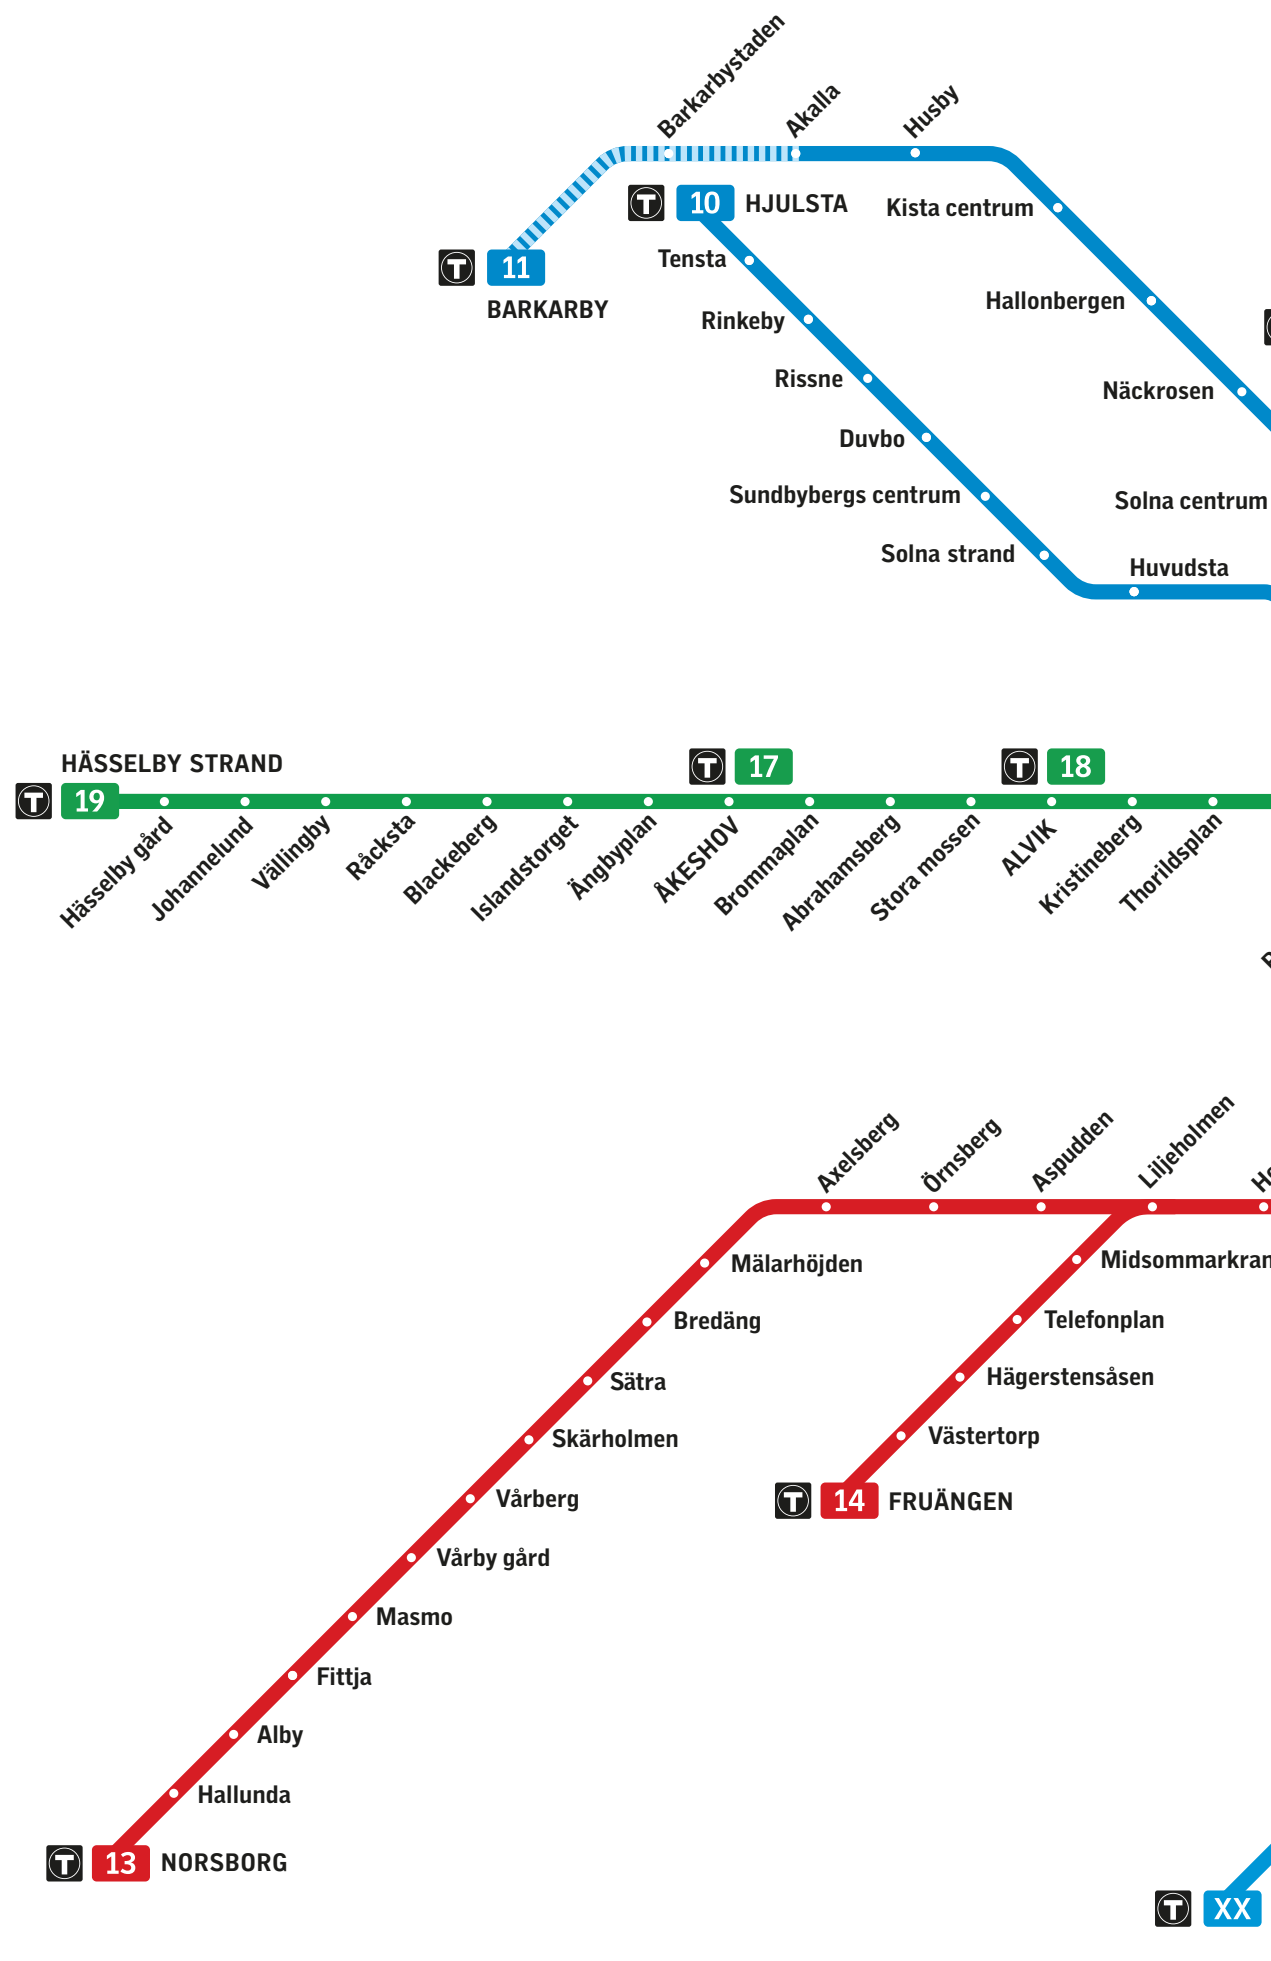 Barkarbystaden
Akalla
Husby
T 10 HJULSTA
Kista centrum
T 11
BARKARBY
Tensta
Hallonbergen
Rinkeby
Rissne
Näckrosen
Duvbo
Sundbybergs centrum
Solna centrum
Solna strand
Huvudsta
HÄSSELBY STRAND
T 19
T 17
T 18
Hässelby gård
Johannelund
Vällingby
Råcksta
Blackeberg
Islandstorget
Ängbyplan
ÅKESHOV
Brommaplan
Abrahamsberg
Stora mossen
ALVIK
Kristineberg
Thorildsplan
Axelsberg
Örnsberg
Aspudden
Liljeholmen
Mälarhöjden
Midsommarkran
Bredäng
Telefonplan
Sätra
Hägerstensåsen
Skärholmen
Västertorp
Vårberg
T 14 FRUÄNGEN
Vårby gård
Masmo
Fittja
Alby
Hallunda
T 13 NORSBORG
T XX